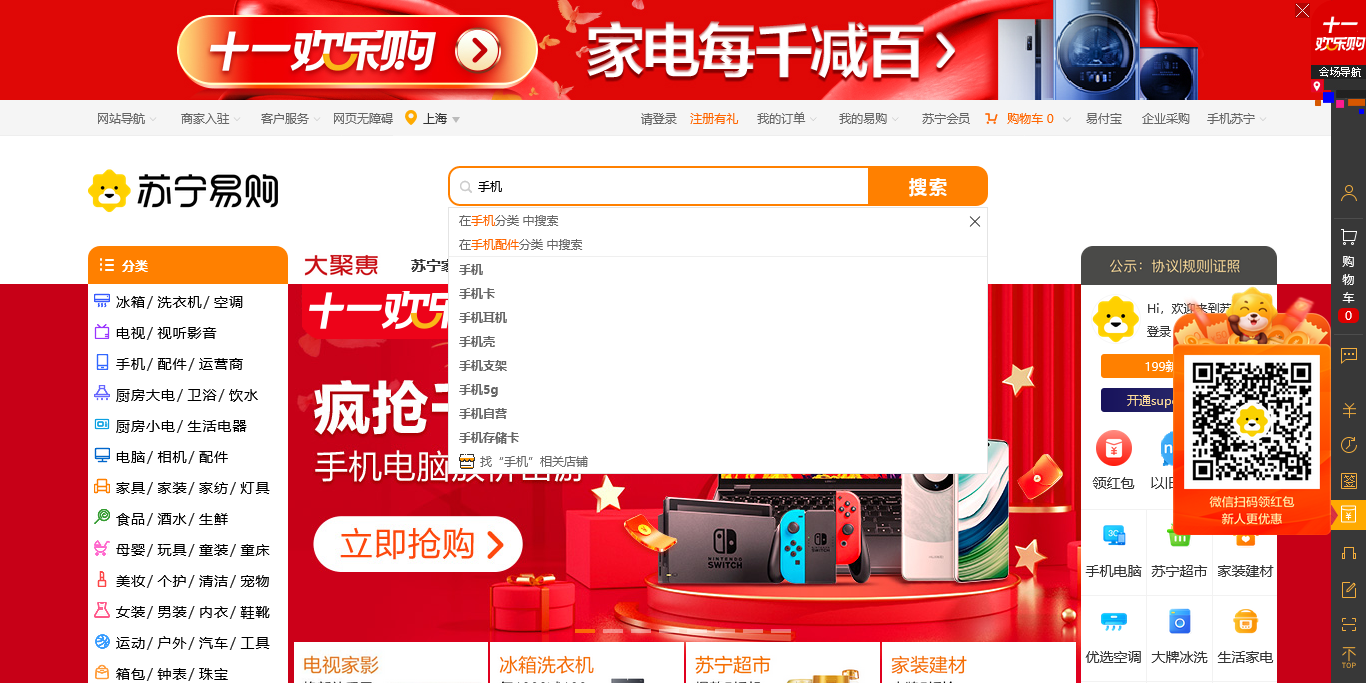 十一欢乐购
家电每千减百
十一
欢乐购
会场导航
网站导航
商家入驻
客户服务
网页无障碍
上海
请登录
注册有礼
我的订单
我的易购
苏宁会员
购物车 0
易付宝
企业采购
手机苏宁
苏宁易购
手机
搜索
在手机分类 中搜索
在手机配件分类 中搜索
手机
手机卡
手机耳机
手机壳
手机支架
手机5g
手机自营
手机存储卡
找“手机”相关店铺
分类
大聚惠
苏宁家
公示：协议|规则|证照
冰箱/ 洗衣机/ 空调
电视/ 视听影音
手机/ 配件/ 运营商
厨房大电/ 卫浴/ 饮水
厨房小电/ 生活电器
电脑/ 相机/ 配件
家具/ 家装/ 家纺/ 灯具
食品/ 酒水/ 生鲜
母婴/ 玩具/ 童装/ 童床
美妆/ 个护/ 清洁/ 宠物
女装/ 男装/ 内衣/ 鞋靴
运动/ 户外/ 汽车/ 工具
箱包/ 钟表/ 珠宝
十一欢乐
疯抢
手机电脑
立即抢购
NINTENDO
SWITCH
电视家影
冰箱洗衣机
苏宁超市
家装建材
Hi，欢迎来到苏
登录
199新
开通supe
领红包
以旧
微信扫码领红包
新人更优惠
手机电脑
苏宁超市
家装建材
优选空调
大牌冰洗
生活家电
购
物
车
0
签
TOP